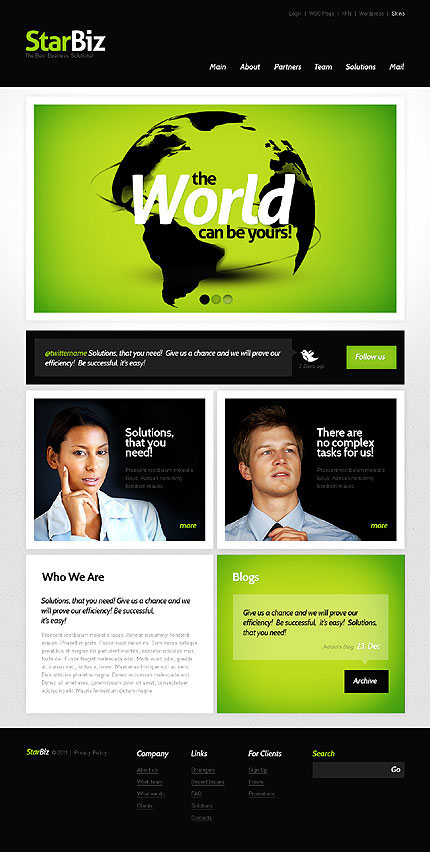 Login | WSC Page | KPN | Wordpress | Skins
StarBiz
The Best Business Solutions!
Main About Partners Team Solutions Mail
the
World
can be yours!
@twittername Solutions, that you need! Give us a chance and we will prove our
efficiency! Be successful, it's easy!
2 Days ago
Follow us
Solutions,
that you
need!
Praesent vestibulum molestie
lacus. Aenean nonummy
hendrerit mauris.
more
There are
no complex
tasks for us!
Praesent vestibulum molestie
lacus. Aenean nonummy
hendrerit mauris.
more
Who We Are
Solutions, that you need! Give us a chance and we
will prove our efficiency! Be successful,
it's easy!
Praesent vestibulum molestie lacus. Aenean nonummy hendrerit
mauris. Phasellus porta. Fusce suscipit varius mi. Cum sociis natoque
penatibus et magnis dis parturient montes, nascetur ridiculus mus.
Nulla dui. Fusce feugiat malesuada odio. Morbi nunc odio, gravida
at, cursus nec, luctus a, lorem. Maecenas tristique orci ac sem.
Duis ultricies pharetra magna. Donec accumsan malesuada orci.
Donec sit amet eros. Lorem ipsum dolor sit amet, consectetuer
adipiscing elit. Mauris fermentum dictum magna.
Blogs
Give us a chance and we will prove our
efficiency! Be successful, it's easy! Solutions,
that you need!
23, Dec
Archive
StarBiz © 2011 | Privacy Policy
Company
About us
Work team
What we do
Clients
Links
Strategies
Recent Issues
FAQ
Solutions
Contacts
For Clients
Sign Up
Forum
Promotions
Search
Go